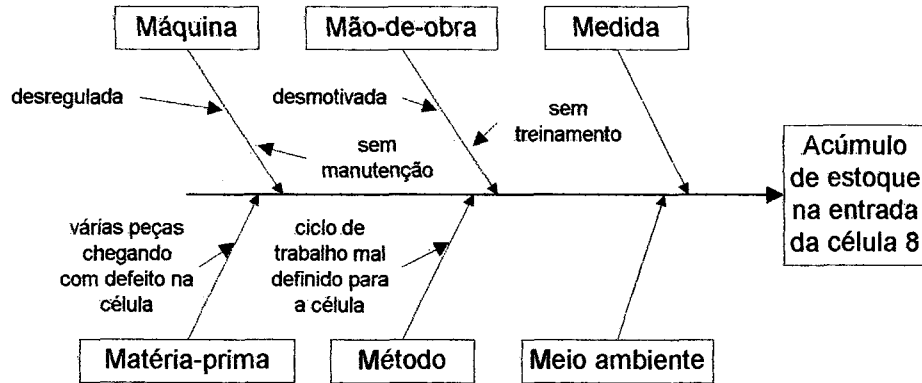 Máquina
Mão-de-obra
Medida
desregulada
desmotivada
sem
treinamento
sem
manutenção
Acúmulo
de estoque
na entrada
da célula 8
várias peças
chegando
com defeito na
célula
ciclo de
trabalho mal
definido para
a célula
Matéria-prima
Método
Meio ambiente